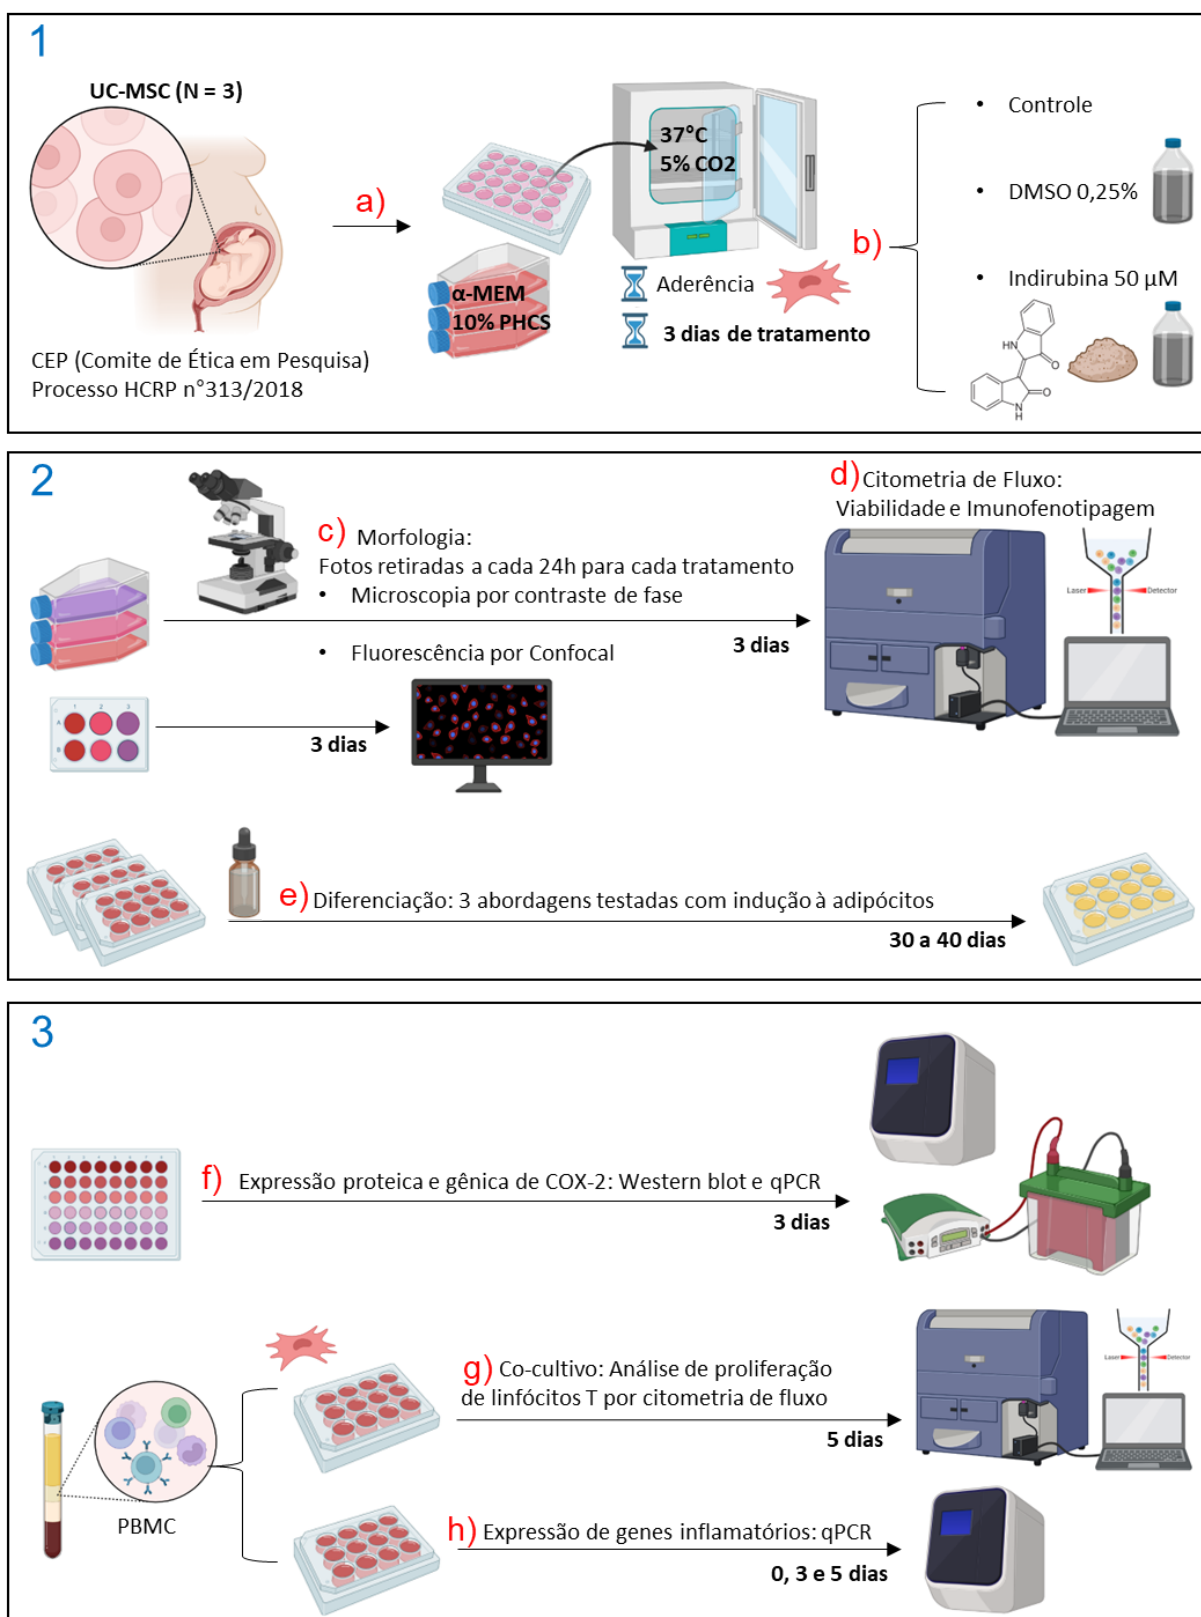 1
UC-MSC (N = 3)
a)
37°C
5% CO2
α-MEM
10% PHCS
Aderência
3 dias de tratamento
CEP (Comite de Ética em Pesquisa)
Processo HCRP n°313/2018
b)
• Controle
• DMSO 0,25%
• Indirubina 50 µM
HN
O
O
N
H
2
c) Morfologia:
Fotos retiradas a cada 24h para cada tratamento
• Microscopia por contraste de fase
3 dias
• Fluorescência por Confocal
d) Citometria de Fluxo:
Viabilidade e Imunofenotipagem
Laser
Detector
1 2 3
A
B
3 dias
e) Diferenciação: 3 abordagens testadas com indução à adipócitos
30 a 40 dias
3
f) Expressão proteica e gênica de COX-2: Western blot e qPCR
3 dias
g) Co-cultivo: Análise de proliferação
de linfócitos T por citometria de fluxo
5 dias
Laser
Detector
PBMC
h) Expressão de genes inflamatórios: qPCR
0, 3 e 5 dias